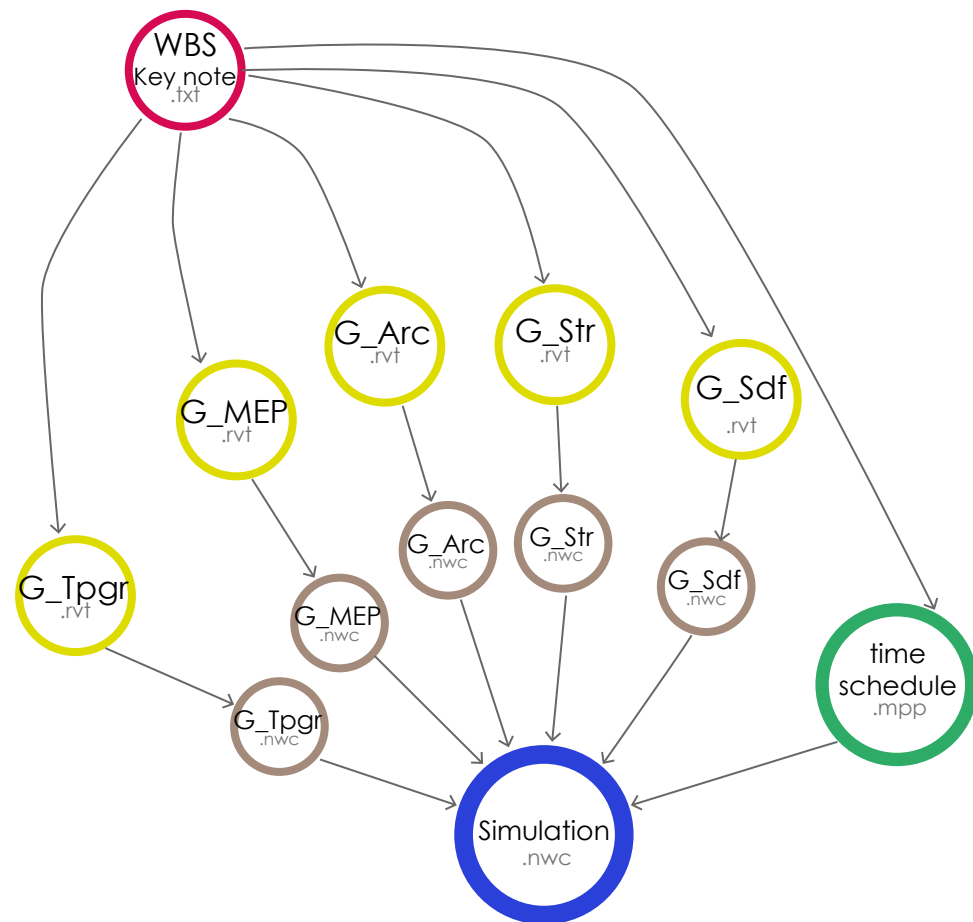 WBS
Key note
.txt
G_Arc
.rvt
G_Str
.rvt
G_MEP
.rvt
G_Sdf
.rvt
G_Tpgr
.rvt
G_Arc
.nwc
G_Str
.nwc
G_Sdf
.nwc
G_MEP
.nwc
G_Tpgr
.nwc
time
schedule
.mpp
Simulation
.nwc